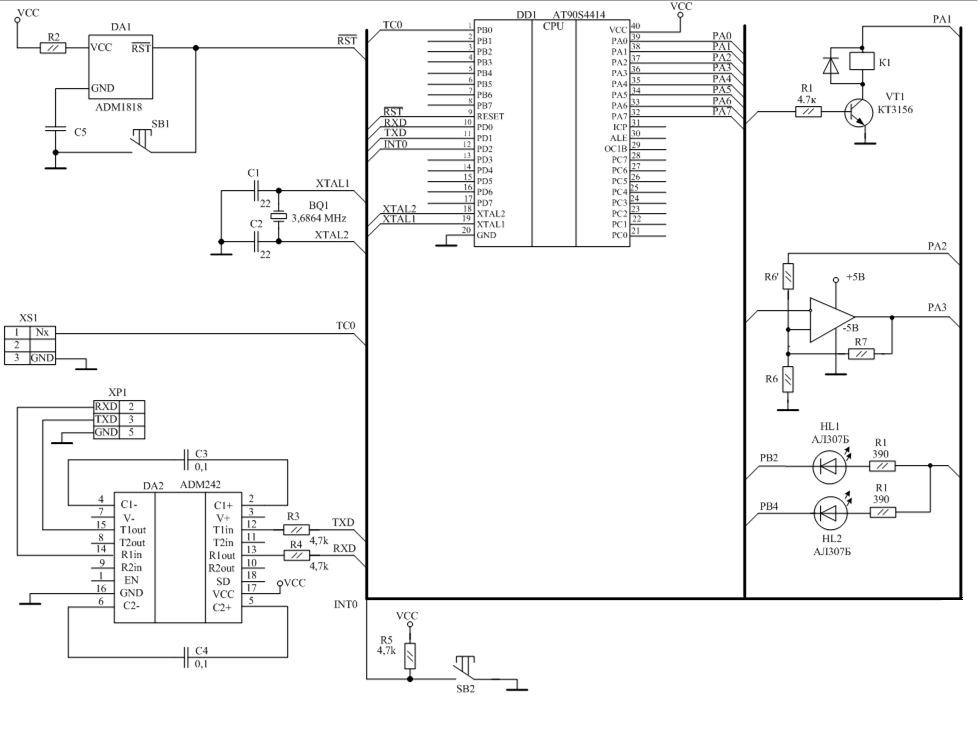 VCC
R2
DA1
VCC
RST
GND
ADM1818
C5
SB1
RST
TC0
DD1 AT90S4414
CPU
VCC
1 PB0
2 PB1
3 PB2
4 PB3
5 PB4
6 PB5
7 PB6
8 PB7
RST 9 RESET
RXD 10 PD0
TXD 11 PD1
INT0 12 PD2
13 PD3
14 PD4
15 PD5
16 PD6
17 PD7
XTAL2 18 XTAL2
XTAL1 19 XTAL1
20 GND
VCC 40
PA0 39 PA0
PA1 38 PA1
PA2 37 PA2
PA3 36 PA3
PA4 35 PA4
PA5 34 PA5
PA6 33 PA6
PA7 32 PA7
ICP 31
ALE 30
OC1B 29
PC7 28
PC6 27
PC5 26
PC4 25
PC3 24
PC2 23
PC1 22
PC0 21
PA1
K1
R1
4.7к
VT1
КТ3156
C1
22
XTAL1
BQ1
3,6864 MHz
C2
22
XTAL2
PA2
R6'
+5В
-5В
PA3
R7
R6
XS1
1 Nx
2
3 GND
TC0
XP1
RXD 2
TXD 3
GND 5
C3
0,1
DA2 ADM242
4 C1-
7 V-
15 T1out
8 T2out
14 R1in
9 R2in
1 EN
16 GND
6 C2-
C1+ 2
V+ 3
T1in 12
T2in 11
R1out 13
R2out 10
SD 18
VCC 17
C2+ 5
R3
4,7k
TXD
R4
4,7k
RXD
VCC
C4
0,1
INT0
VCC
R5
4,7k
SB2
HL1
АЛ307Б
PB2
R1
390
PB4
R1
390
HL2
АЛ307Б